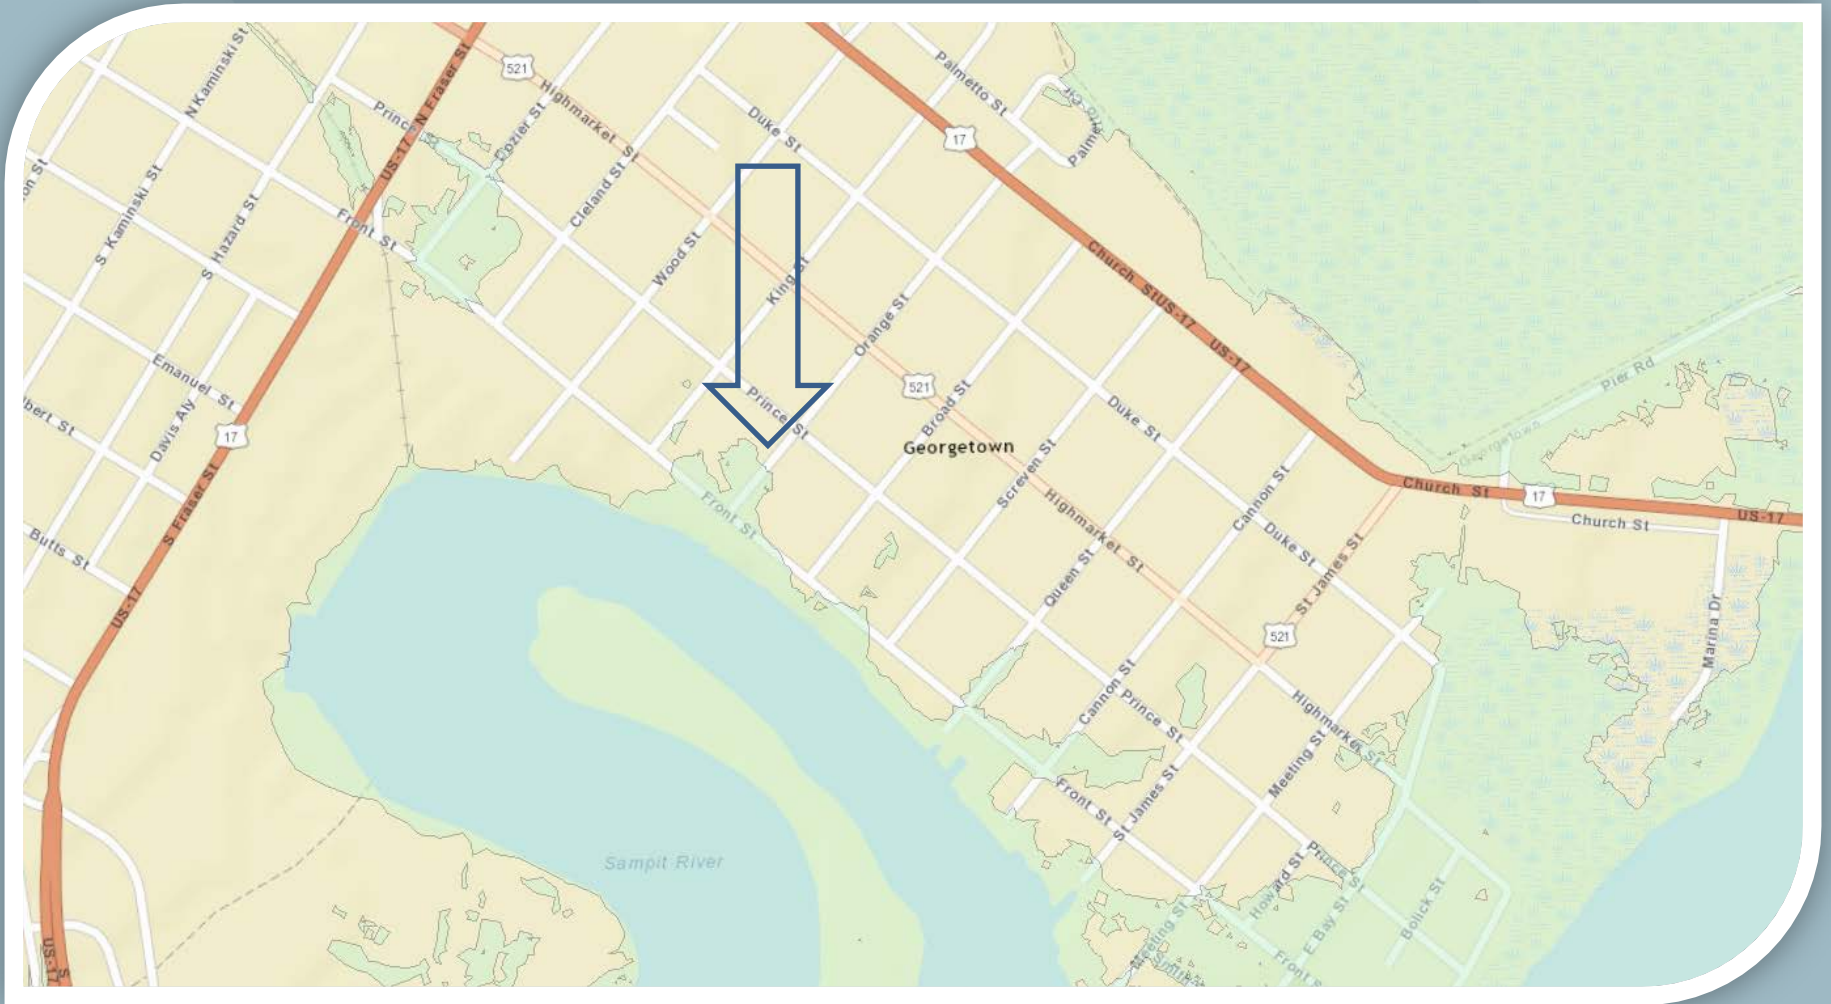 N Kaminski St
521
US-17 N Fraser St
Palmetto St
Highmarket St
Prince St
Cozier St
Duke St
17
Palmetto Cir
on St
S Kaminski St
S Hazard St
Front St
Cleland St
Wood St
King St
Church St
US-17
Orange St
US-17
Emanuel St
bert St
Davis Aly
17
Prince St
521
Broad St
Duke St
Pier Rd
Georgetown
Georgetown
Screven St
Cannon St
Church St
17
US-17
Church St
Front St
S Fraser St
Butts St
Highmarket St
Duke St
Queen St
St James St
US-17
521
Marina Dr
Cannon St
Prince St
Highmarket St
Meeting St
Front St
St James St
Sampit River
Prince St
Howard St
Bolick St
E Bay St
Meeting St
Front S
US-17
S